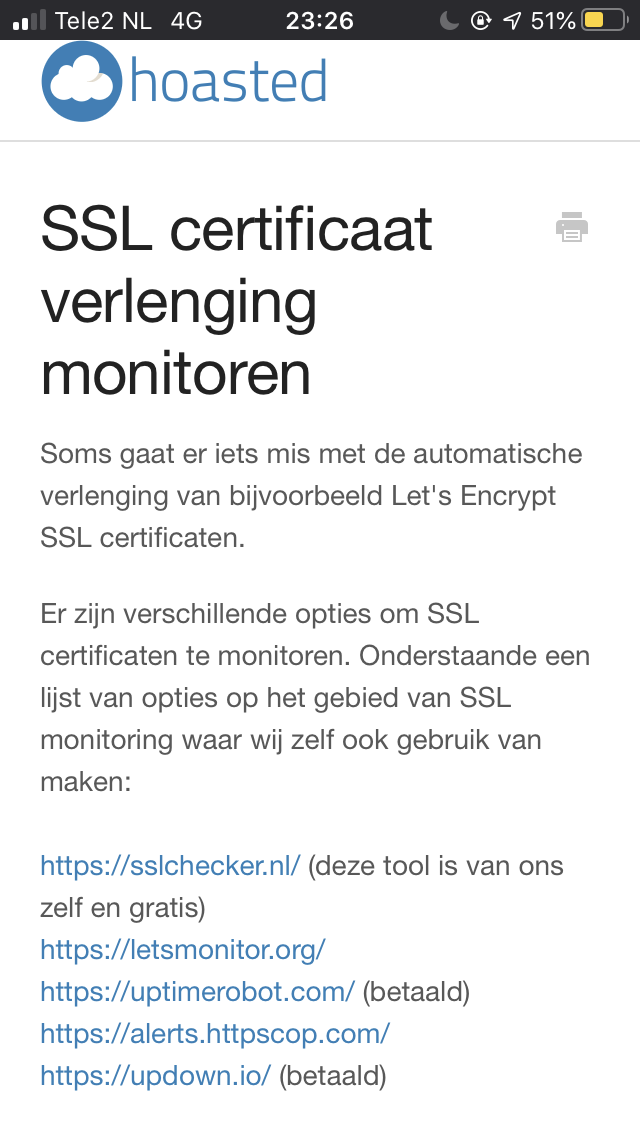 Tele2 NL 4G 23:26 51%
hoasted
SSL certificaat
verlenging
monitoren
Soms gaat er iets mis met de automatische
verlenging van bijvoorbeeld Let's Encrypt
SSL certificaten.
Er zijn verschillende opties om SSL
certificaten te monitoren. Onderstaande een
lijst van opties op het gebied van SSL
monitoring waar wij zelf ook gebruik van
maken:
https://sslchecker.nl/ (deze tool is van ons
zelf en gratis)
https://letsmonitor.org/
https://uptimerobot.com/ (betaald)
https://alerts.httpscop.com/
https://updown.io/ (betaald)